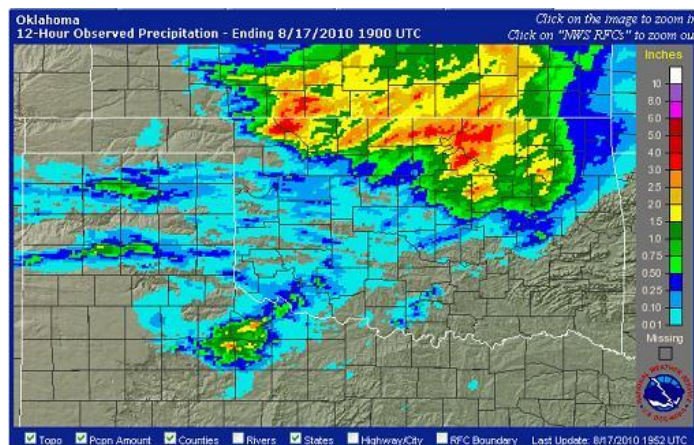 Oklahoma
12-Hour Observed Precipitation - Ending 8/17/2010 1900 UTC
Click on the image to zoom in
Click on "NWS RFCs" to zoom out
Inches
10
8.0
6.0
5.0
4.0
3.0
2.5
2.0
1.5
1.0
0.75
0.50
0.25
0.10
0.01
Missing
Topo Pcpn Amount Counties Rivers States Highway/City RFC Boundary Last Update: 8/17/2010 1952 UTC